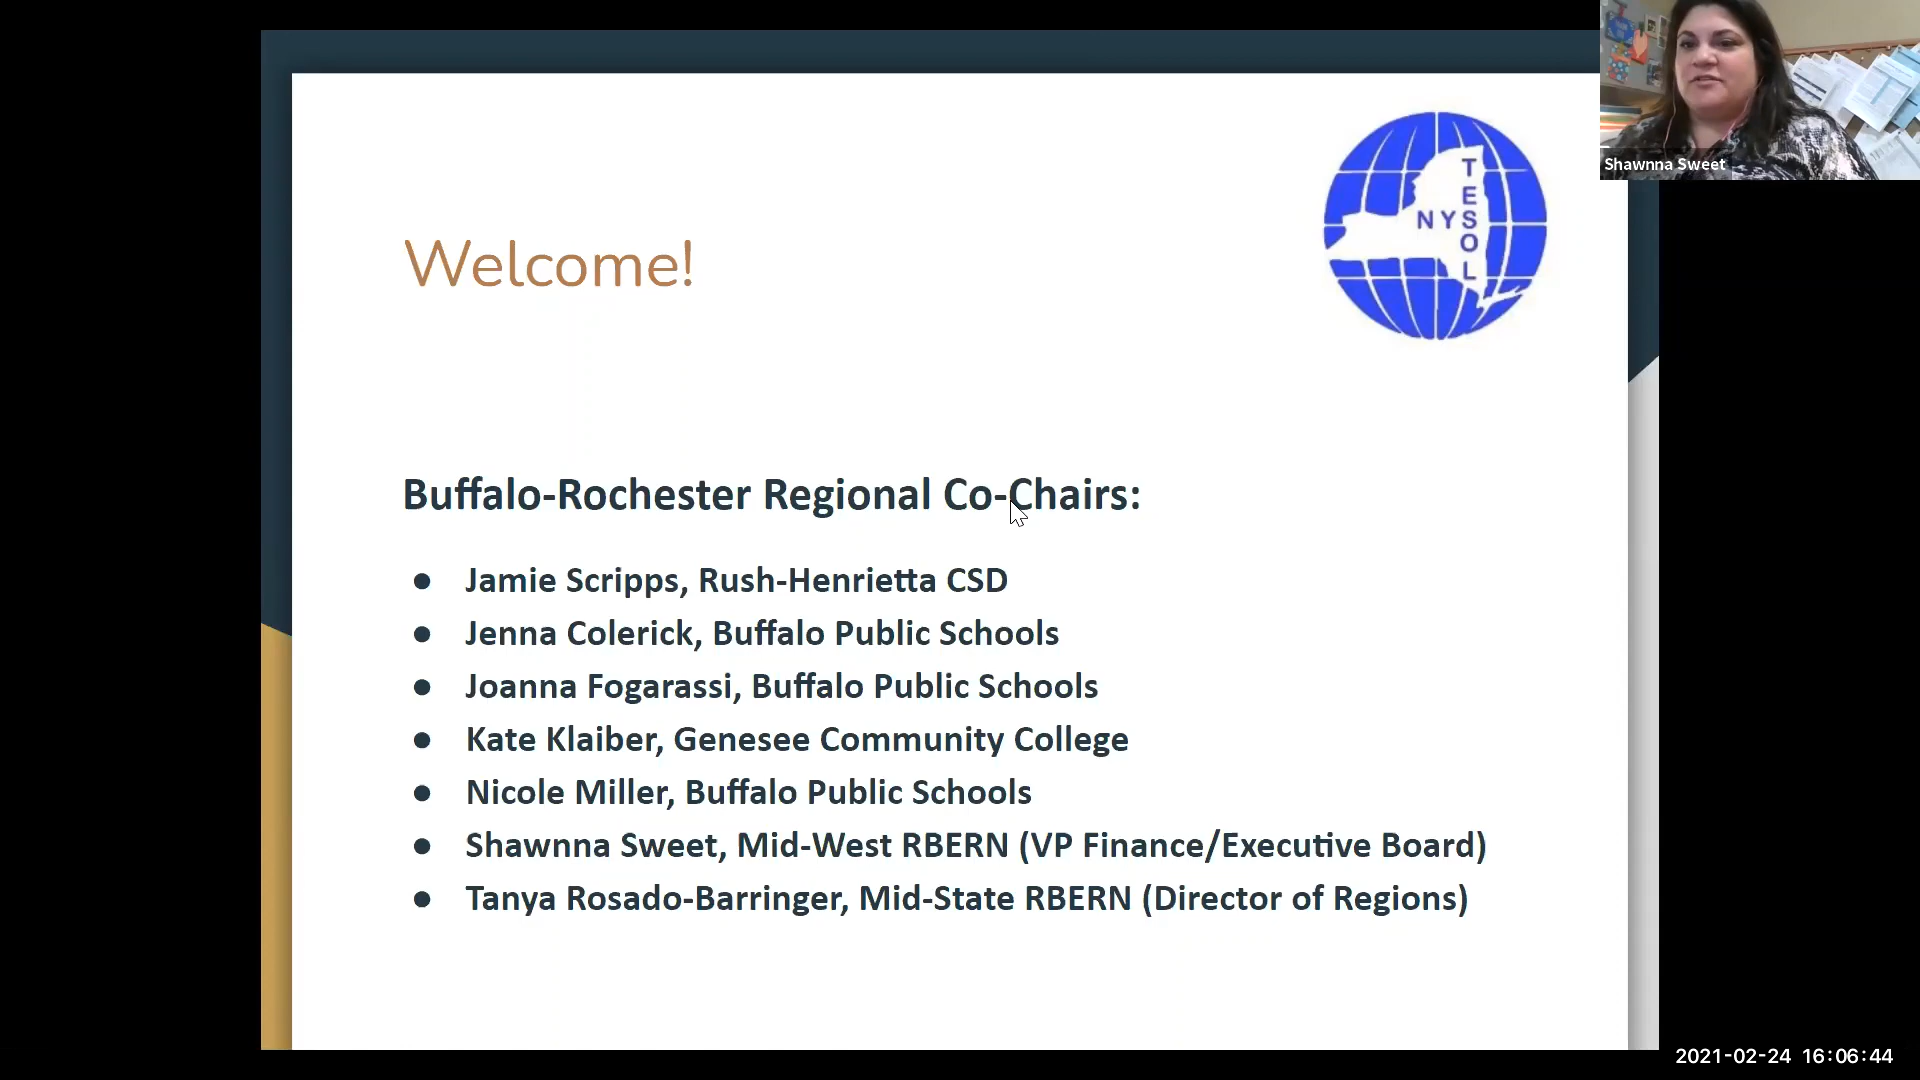 Shawnna Sweet
NYS
TESOL
Welcome!
Buffalo-Rochester Regional Co-Chairs:
● Jamie Scripps, Rush-Henrietta CSD
● Jenna Colerick, Buffalo Public Schools
● Joanna Fogarassi, Buffalo Public Schools
● Kate Klaiber, Genesee Community College
● Nicole Miller, Buffalo Public Schools
● Shawnna Sweet, Mid-West RBERN (VP Finance/Executive Board)
● Tanya Rosado-Barringer, Mid-State RBERN (Director of Regions)
2021-02-24 16:06:44